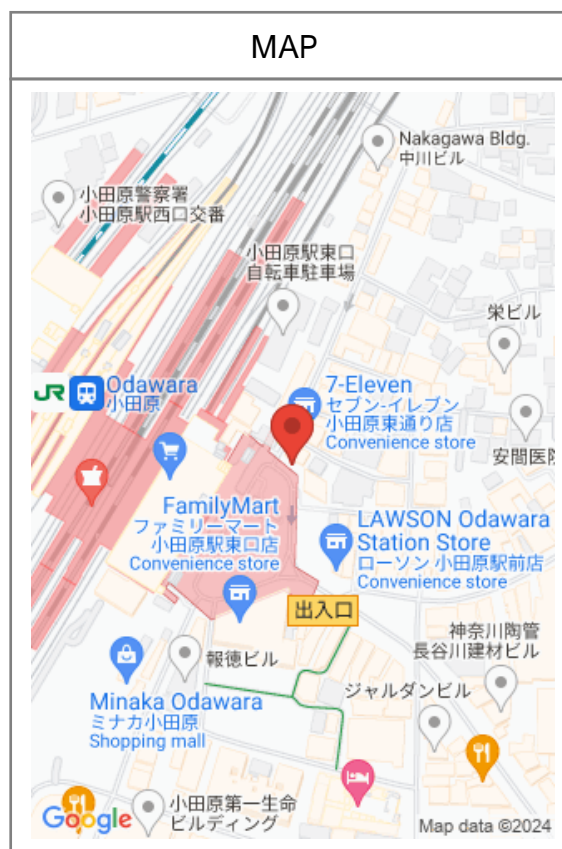 MAP
Nakagawa Bldg.
中川ビル
小田原警察署
小田原駅西口交番
小田原駅東口
自転車駐車場
栄ビル
JR
Odawara
小田原
7-Eleven
セブン-イレブン
小田原東通り店
Convenience store
安間医院
FamilyMart
ファミリーマート
小田原駅東口店
Convenience store
LAWSON Odawara
Station Store
ローソン 小田原駅前店
Convenience store
出入口
神奈川陶管
長谷川建材ビル
報徳ビル
ジャルダンビル
Minaka Odawara
ミナカ小田原
Shopping mall
小田原第一生命
ビルディング
Google
Map data ©2024